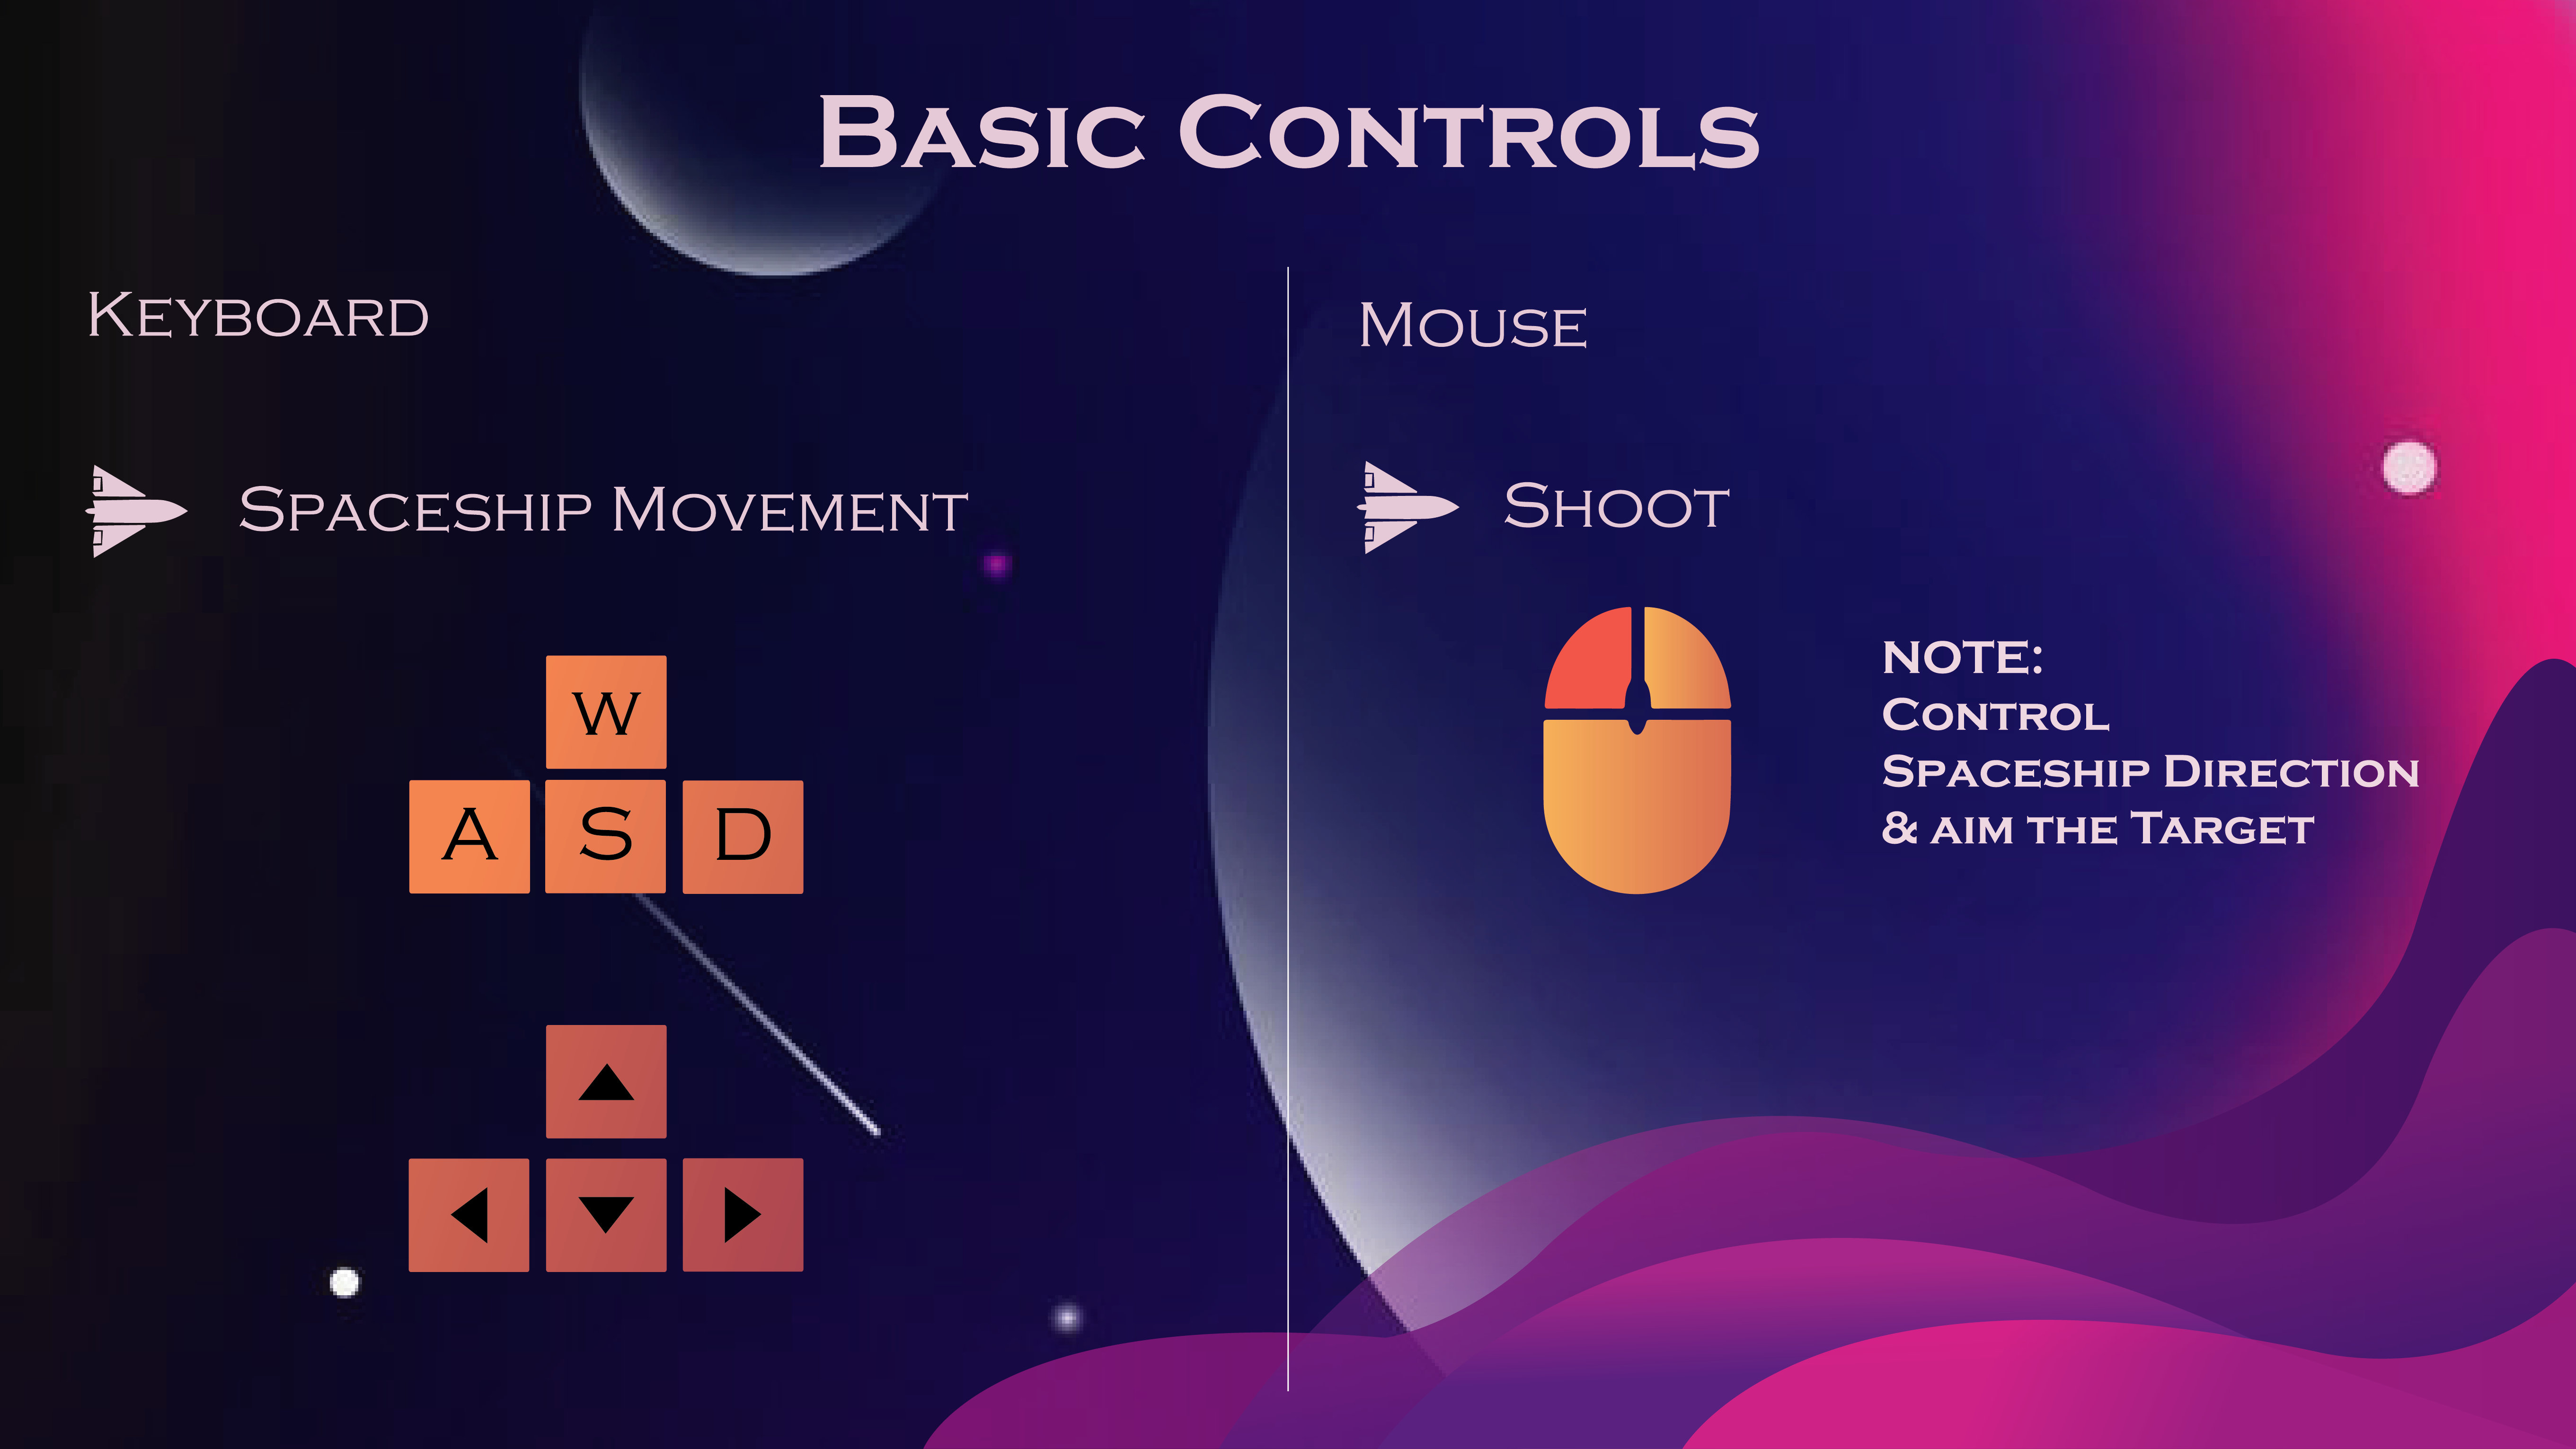 Basic Controls
Keyboard
Spaceship Movement
W
A S D
Mouse
Shoot
NOTE:
Control
Spaceship Direction
& aim the Target